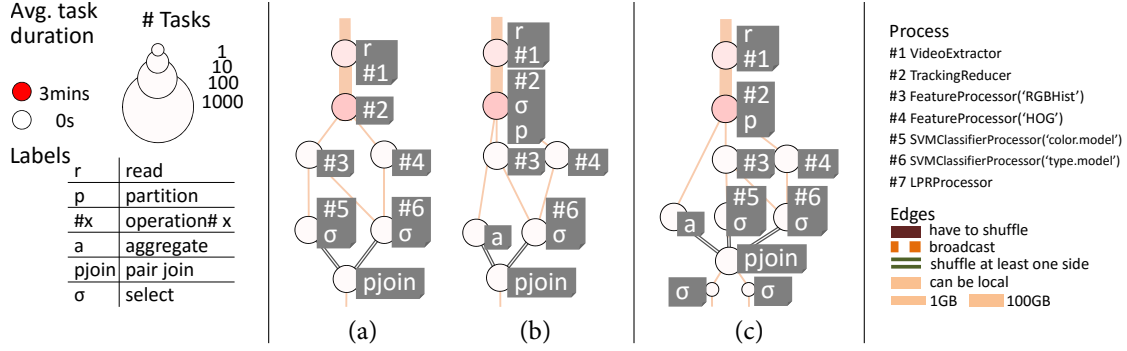 Avg. task
duration
# Tasks
1
10
100
1000
3mins
0s
Labels
r read
p partition
#x operation# x
a aggregate
pjoin pair join
σ select
r
#1
#2
#3
#4
#5
σ
#6
σ
pjoin
(a)
r
#1
#2
σ
p
#3
#4
a
#6
σ
pjoin
(b)
r
#1
#2
p
#3
#4
a
#5
σ
#6
σ
pjoin
σ
σ
(c)
Process
#1 VideoExtractor
#2 TrackingReducer
#3 FeatureProcessor('RGBHist')
#4 FeatureProcessor('HOG')
#5 SVMClassifierProcessor('color.model')
#6 SVMClassifierProcessor('type.model')
#7 LPRProcessor
Edges
have to shuffle
broadcast
shuffle at least one side
can be local
1GB 100GB